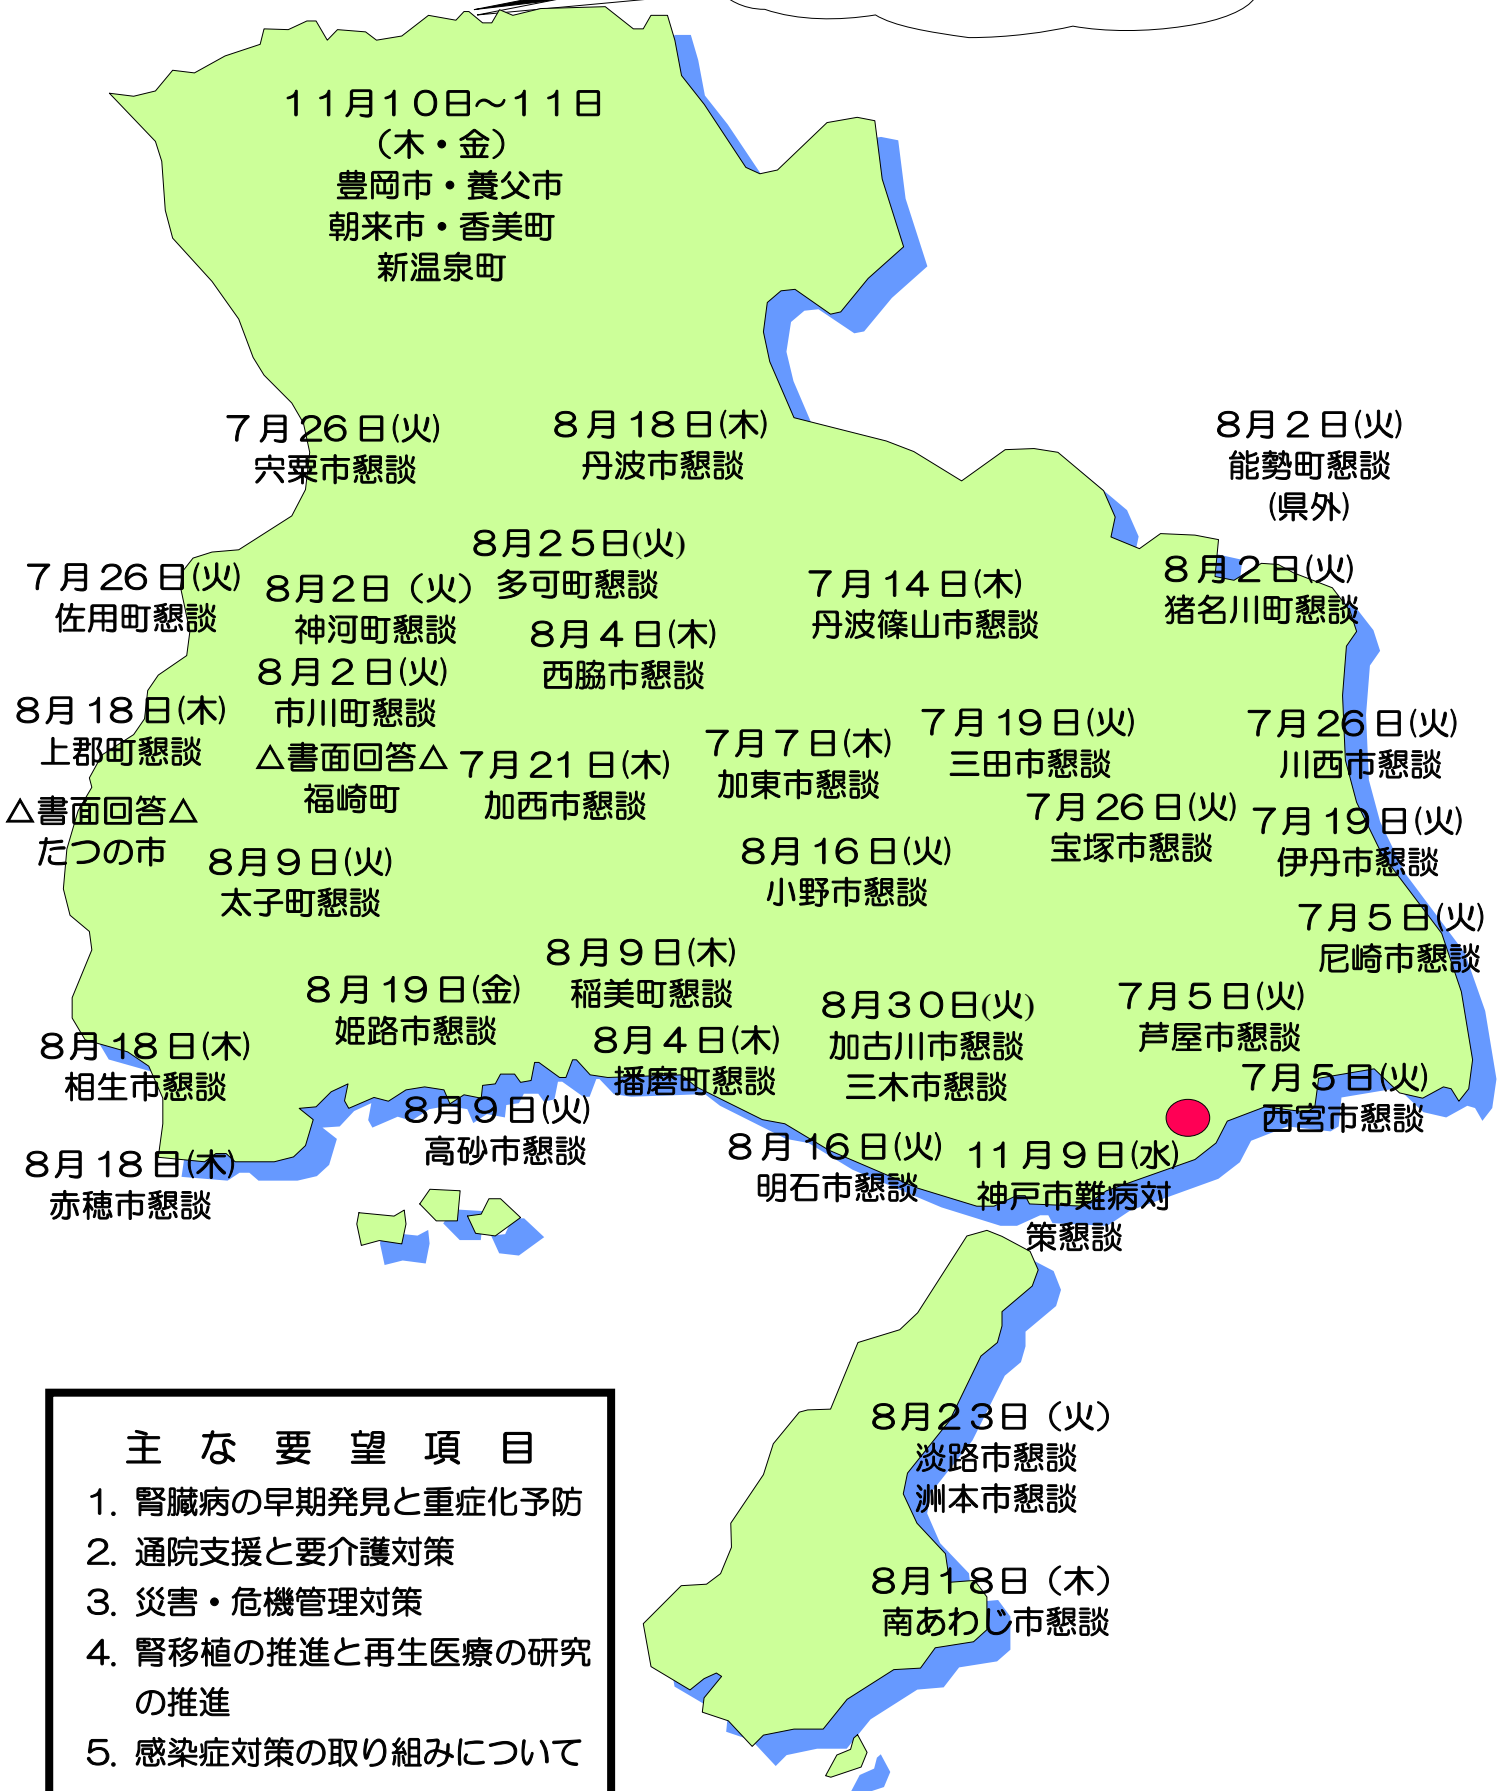 １１月１０日～１１日
（木・金）
豊岡市・養父市
朝来市・香美町
新温泉町
７月26日(火)
宍粟市懇談
８月18日(木)
丹波市懇談
8月２日(火)
能勢町懇談
(県外)
8月２５日(火)
多可町懇談
７月26日(火)
佐用町懇談
8月2日（火）
神河町懇談
７月14日(木)
丹波篠山市懇談
８月２日(火)
猪名川町懇談
８月４日(木)
西脇市懇談
８月２日(火)
市川町懇談
8月18日(木)
上郡町懇談
△書面回答△
福崎町
７月21日(木)
加西市懇談
７月７日(木)
加東市懇談
７月19日(火)
三田市懇談
７月26日(火)
川西市懇談
△書面回答△
たつの市
８月９日(火)
太子町懇談
８月16日(火)
小野市懇談
７月26日(火)
宝塚市懇談
７月19日(火)
伊丹市懇談
７月５日(火)
尼崎市懇談
８月９日(木)
稲美町懇談
８月19日(金)
姫路市懇談
8月３０日(火)
加古川市懇談
三木市懇談
７月５日(火)
芦屋市懇談
８月18日(木)
相生市懇談
８月４日(木)
播磨町懇談
７月５日(火)
西宮市懇談
８月９日(火)
高砂市懇談
８月16日(火)
明石市懇談
11月９日(水)
神戸市難病対
策懇談
８月18日(木)
赤穂市懇談
8月２３日（火）
淡路市懇談
洲本市懇談
8月１８日（木）
南あわじ市懇談
主な要望項目
1. 腎臓病の早期発見と重症化予防
2. 通院支援と要介護対策
3. 災害・危機管理対策
4. 腎移植の推進と再生医療の研究
の推進
5. 感染症対策の取り組みについて